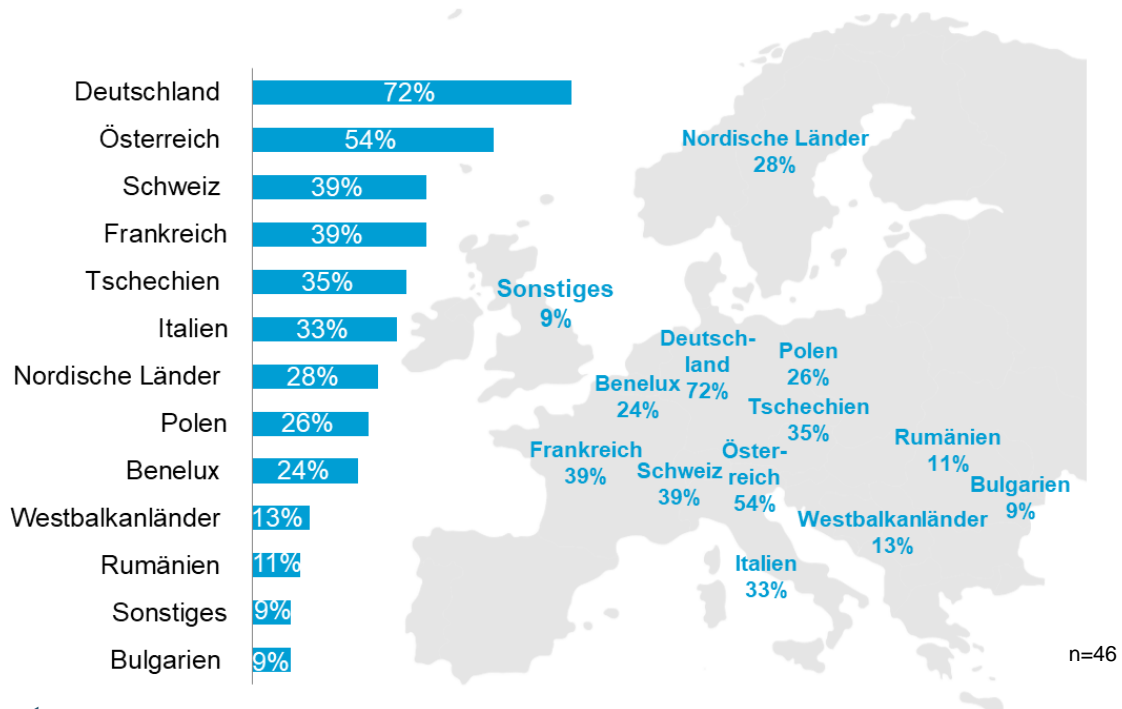 Deutschland 72%
Österreich 54%
Schweiz 39%
Frankreich 39%
Tschechien 35%
Italien 33%
Nordische Länder 28%
Polen 26%
Benelux 24%
Westbalkanländer 13%
Rumänien 11%
Sonstiges 9%
Bulgarien 9%
Nordische Länder
28%
Sonstiges
9%
Deutsch-
land
72%
Polen
26%
Benelux
24%
Tschechien
35%
Frankreich
39%
Schweiz
39%
Öster-
reich
54%
Rumänien
11%
Bulgarien
9%
Westbalkanländer
13%
Italien
33%
n=46